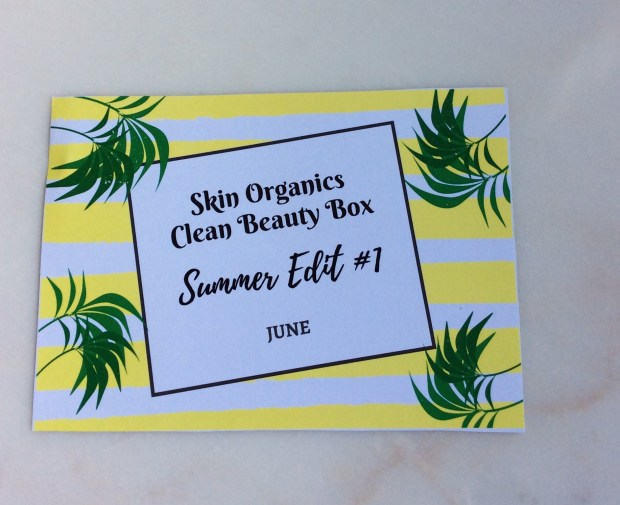 Skin Organics
Clean Beauty Box
Summer Edit #1
JUNE